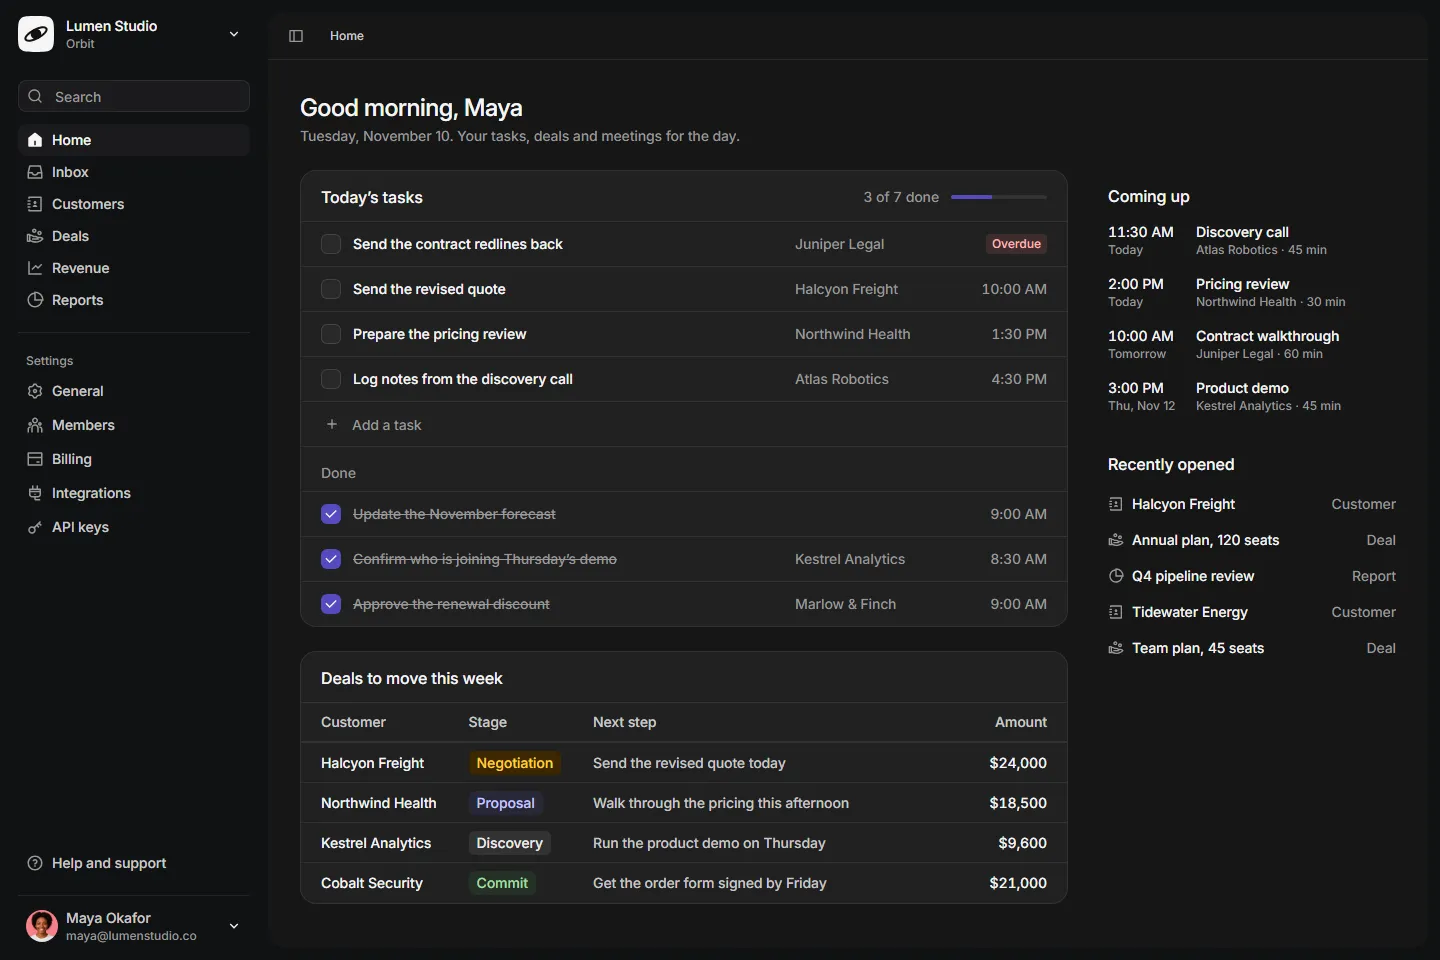 Lumen Studio
Orbit
Search
Home
Inbox
Customers
Deals
Revenue
Reports
Settings
General
Members
Billing
Integrations
API keys
Help and support
Maya Okafor
maya@lumenstudio.co
Home
Good morning, Maya
Tuesday, November 10. Your tasks, deals and meetings for the day.
Today’s tasks 3 of 7 done
Send the contract redlines back Juniper Legal Overdue
Send the revised quote Halcyon Freight 10:00 AM
Prepare the pricing review Northwind Health 1:30 PM
Log notes from the discovery call Atlas Robotics 4:30 PM
Add a task
Done
Update the November forecast 9:00 AM
Confirm who is joining Thursday’s demo Kestrel Analytics 8:30 AM
Approve the renewal discount Marlow & Finch 9:00 AM
Deals to move this week
Customer Stage Next step Amount
Halcyon Freight Negotiation Send the revised quote today $24,000
Northwind Health Proposal Walk through the pricing this afternoon $18,500
Kestrel Analytics Discovery Run the product demo on Thursday $9,600
Cobalt Security Commit Get the order form signed by Friday $21,000
Coming up
11:30 AM Discovery call
Today Atlas Robotics · 45 min
2:00 PM Pricing review
Today Northwind Health · 30 min
10:00 AM Contract walkthrough
Tomorrow Juniper Legal · 60 min
3:00 PM Product demo
Thu, Nov 12 Kestrel Analytics · 45 min
Recently opened
Halcyon Freight Customer
Annual plan, 120 seats Deal
Q4 pipeline review Report
Tidewater Energy Customer
Team plan, 45 seats Deal